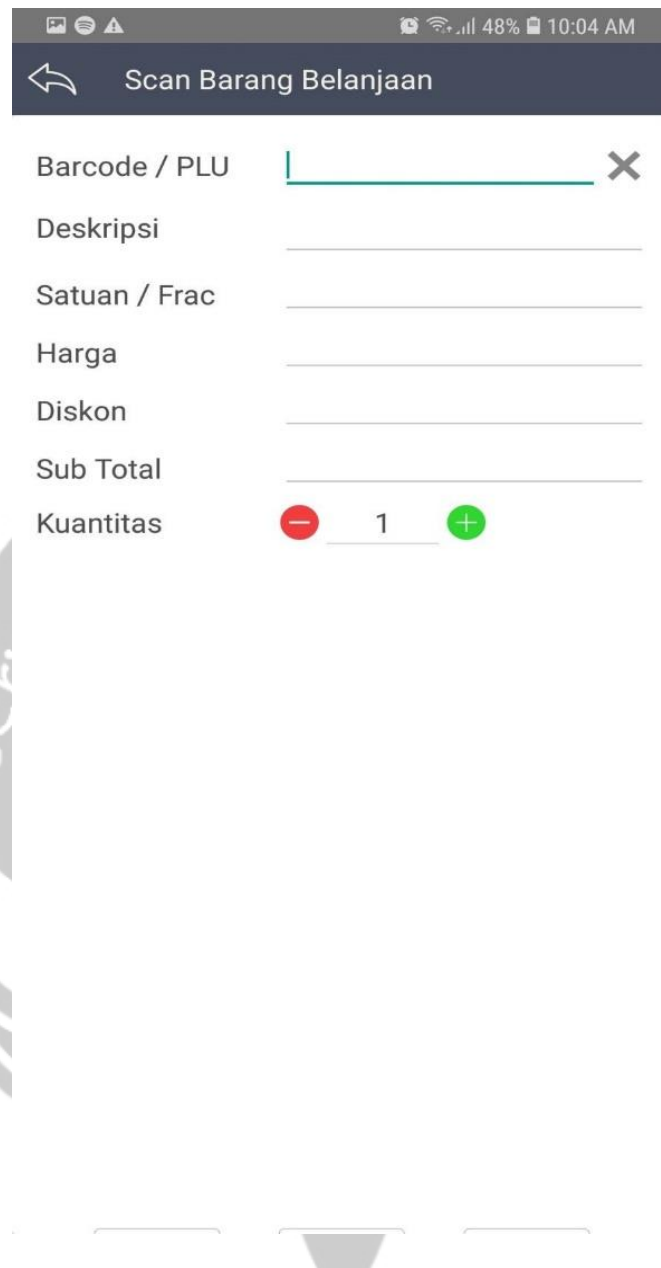 48% 10:04 AM
Scan Barang Belanjaan
Barcode / PLU
Deskripsi
Satuan / Frac
Harga
Diskon
Sub Total
Kuantitas 1